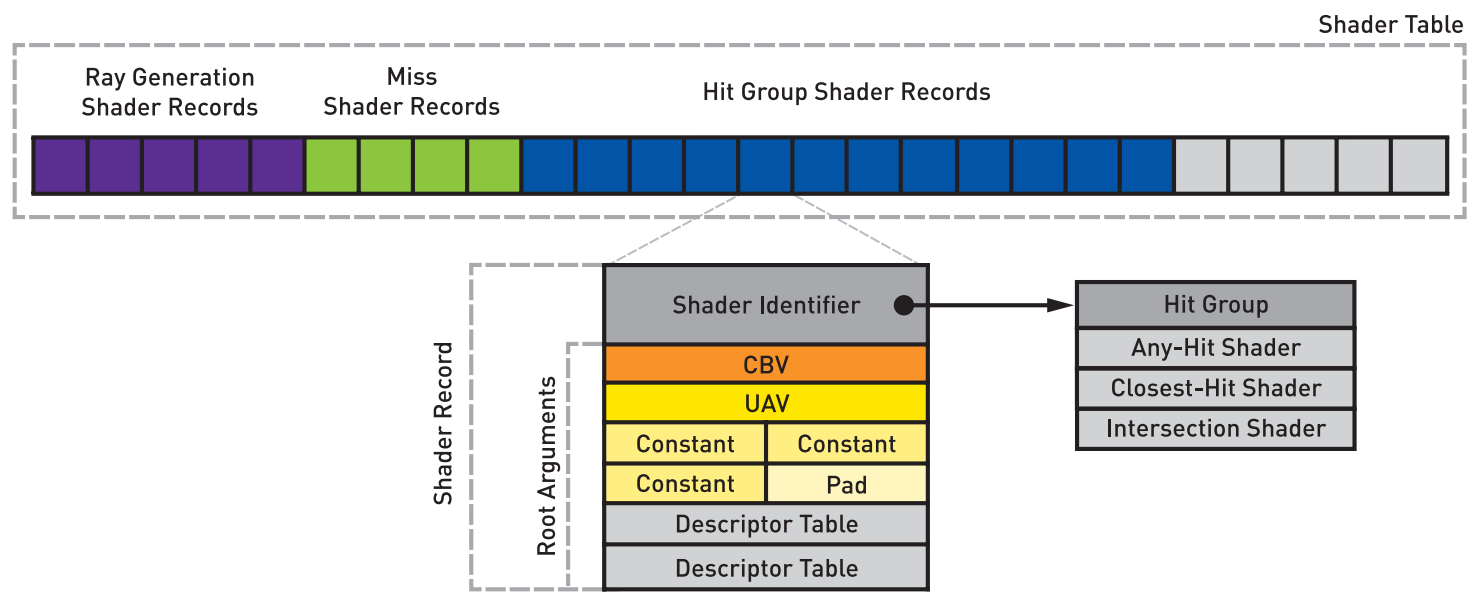 Shader Table
Ray Generation
Shader Records
Miss
Shader Records
Hit Group Shader Records
Shader Record
Root Arguments
Shader Identifier
CBV
UAV
Constant
Constant
Constant
Pad
Descriptor Table
Descriptor Table
Hit Group
Any-Hit Shader
Closest-Hit Shader
Intersection Shader